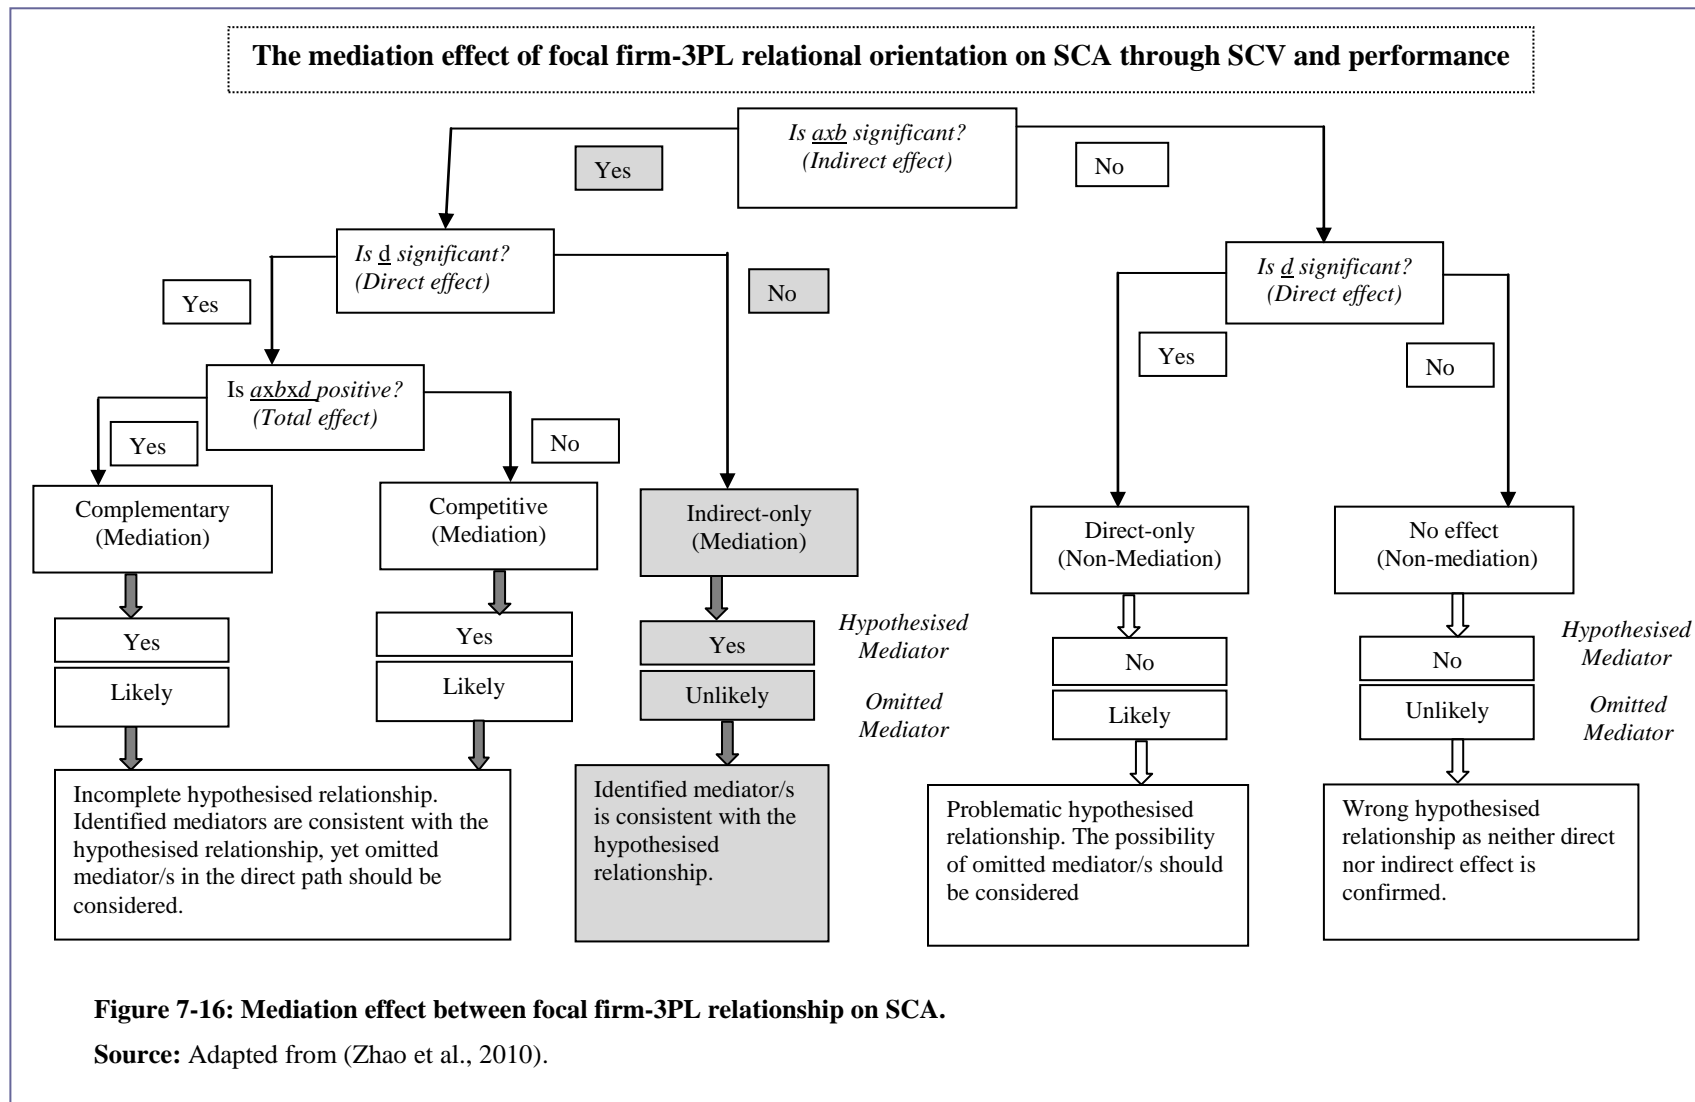 The mediation effect of focal firm-3PL relational orientation on SCA through SCV and performance
Is axb significant?
(Indirect effect)
Yes
No
Is d significant?
(Direct effect)
Is d significant?
(Direct effect)
Yes
No
Yes
No
Is axbxd positive?
(Total effect)
Yes
No
Complementary
(Mediation)
Competitive
(Mediation)
Indirect-only
(Mediation)
Direct-only
(Non-Mediation)
No effect
(Non-mediation)
Yes
Yes
Yes
Hypothesised
Mediator
No
No
Hypothesised
Mediator
Likely
Likely
Unlikely
Omitted
Mediator
Likely
Unlikely
Omitted
Mediator
Incomplete hypothesised relationship.
Identified mediators are consistent with the
hypothesised relationship, yet omitted
mediator/s in the direct path should be
considered.
Identified mediator/s
is consistent with the
hypothesised
relationship.
Problematic hypothesised
relationship. The possibility
of omitted mediator/s should
be considered
Wrong hypothesised
relationship as neither direct
nor indirect effect is
confirmed.
Figure 7-16: Mediation effect between focal firm-3PL relationship on SCA.
Source: Adapted from (Zhao et al., 2010).